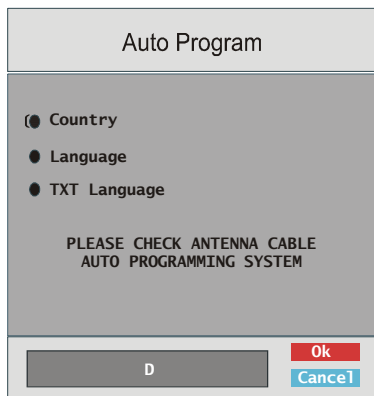 Auto Program
Country
Language
TXT Language
PLEASE CHECK ANTENNA CABLE
AUTO PROGRAMMING SYSTEM
D
Ok
Cancel